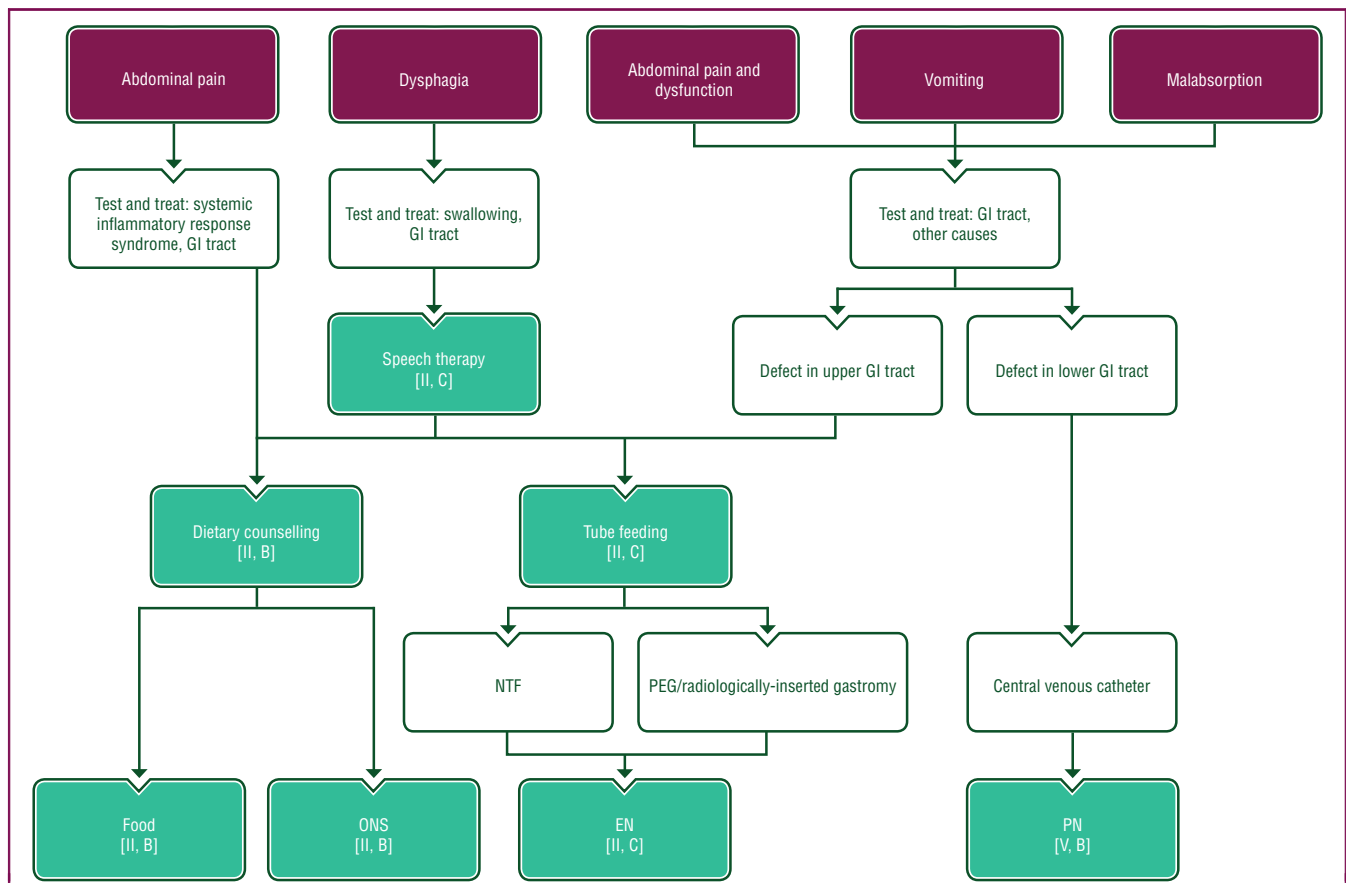 Abdominal pain
Dysphagia
Abdominal pain and
dysfunction
Vomiting
Malabsorption
Test and treat: systemic
inflammatory response
syndrome, GI tract
Test and treat: swallowing,
GI tract
Test and treat: GI tract,
other causes
Speech therapy
[II, C]
Defect in upper GI tract
Defect in lower GI tract
Dietary counselling
[II, B]
Tube feeding
[II, C]
NTF
PEG/radiologically-inserted gastromy
Central venous catheter
Food
[II, B]
ONS
[II, B]
EN
[II, C]
PN
[V, B]